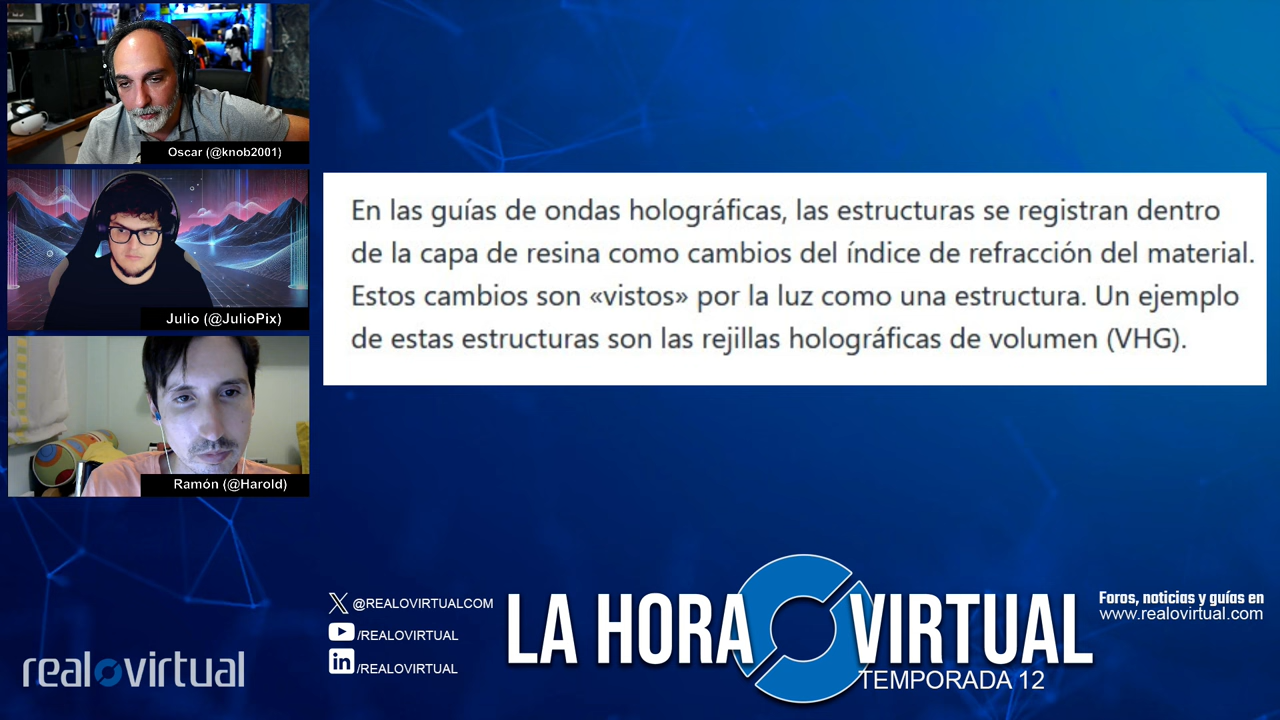 Oscar (@knob2001)
Julio (@JulioPix)
Ramón (@Harold)
En las guías de ondas holográficas, las estructuras se registran dentro
de la capa de resina como cambios del índice de refracción del material.
Estos cambios son «vistos» por la luz como una estructura. Un ejemplo
de estas estructuras son las rejillas holográficas de volumen (VHG).
realovirtual
@REALOVIRTUALCOM
/REALOVIRTUAL
/REALOVIRTUAL
LA HORA VIRTUAL
TEMPORADA 12
Foros, noticias y guías en
www.realovirtual.com